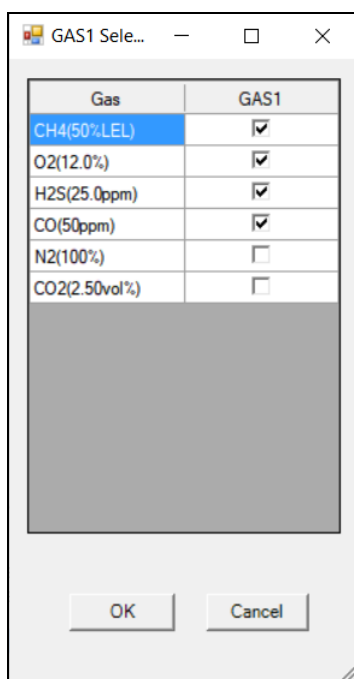 GAS1 Sele...
Gas GAS1
CH4(50%LEL)
O2(12.0%)
H2S(25.0ppm)
CO(50ppm)
N2(100%)
CO2(2.50vol%)
OK Cancel